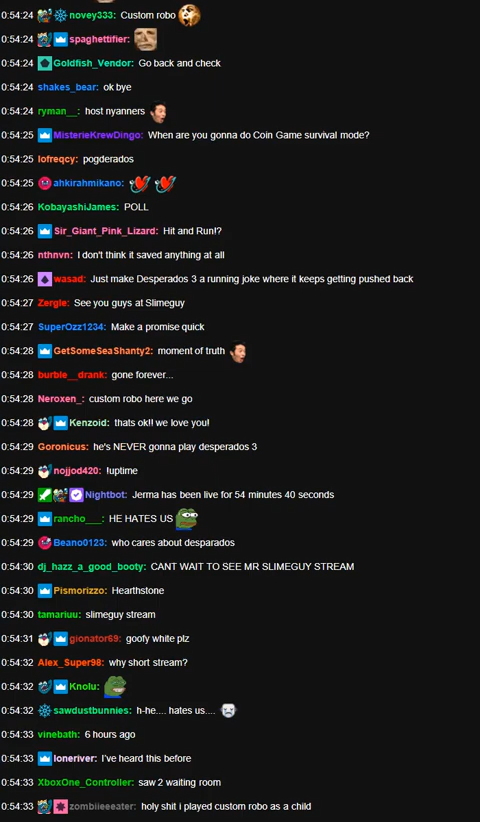 0:54:24 novey333: Custom robo
0:54:24 spaghettifier:
0:54:24 Goldfish_Vendor: Go back and check
0:54:24 shakes_bear: ok bye
0:54:24 ryman__: host nyanners
0:54:25 MisterieKrewDingo: When are you gonna do Coin Game survival mode?
0:54:25 lofreqcy: pogderados
0:54:25 ahkirahmikano:
0:54:26 KobayashiJames: POLL
0:54:26 Sir_Giant_Pink_Lizard: Hit and Run!?
0:54:26 nthnvn: I don't think it saved anything at all
0:54:26 wasad: Just make Desperados 3 a running joke where it keeps getting pushed back
0:54:27 Zergle: See you guys at Slimeguy
0:54:27 SuperOzz1234: Make a promise quick
0:54:28 GetSomeSeaShanty2: moment of truth
0:54:28 burble__drank: gone forever...
0:54:28 Neroxen_: custom robo here we go
0:54:28 Kenzoid: thats ok!! we love you!
0:54:29 Goronicus: he's NEVER gonna play desperados 3
0:54:29 nojjod420: !uptime
0:54:29 Nightbot: Jerma has been live for 54 minutes 40 seconds
0:54:29 rancho___: HE HATES US
0:54:29 Beano0123: who cares about desparados
0:54:30 dj_hazz_a_good_booty: CANT WAIT TO SEE MR SLIMEGUY STREAM
0:54:30 Pismorizzo: Hearthstone
0:54:30 tamariuu: slimeguy stream
0:54:31 gionator69: goofy white plz
0:54:32 Alex_Super98: why short stream?
0:54:32 Knolu:
0:54:32 sawdustbunnies: h-he.... hates us....
0:54:33 vinebath: 6 hours ago
0:54:33 loneriver: I've heard this before
0:54:33 XboxOne_Controller: saw 2 waiting room
0:54:33 zombiieeeater: holy shit i played custom robo as a child